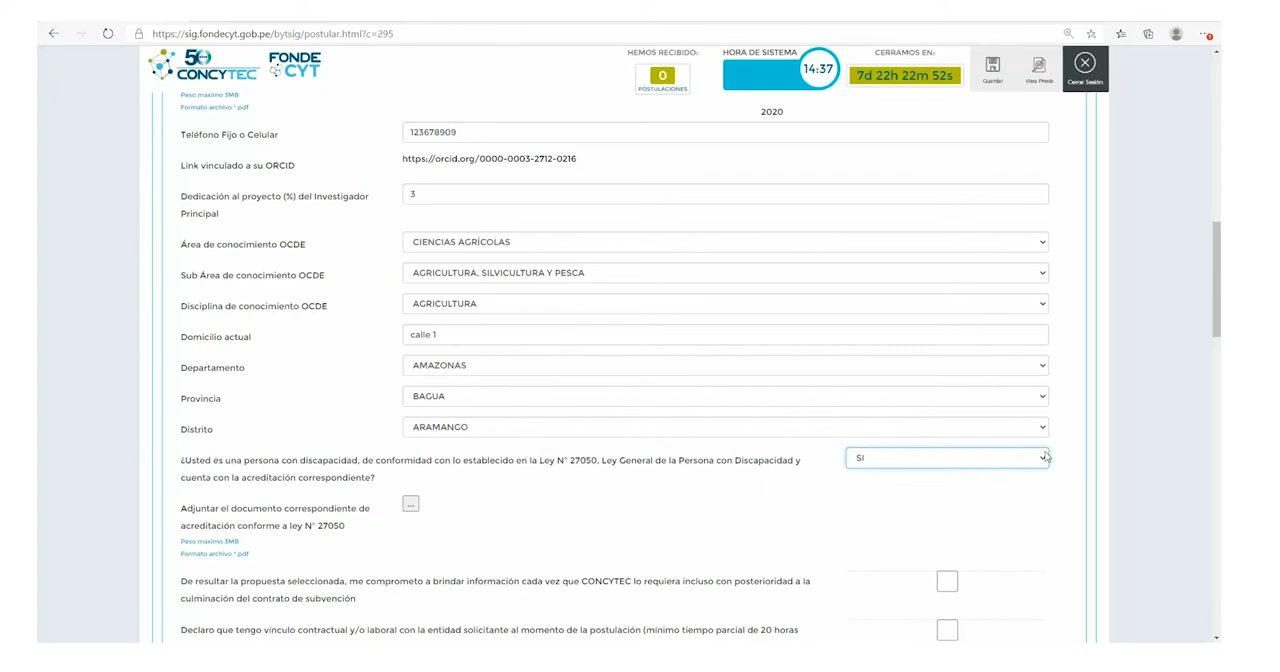 https://sig.fondecyt.gob.pe/bytsig/postular.html?c=295
50
CONCYTEC
FONDE
CYT
HEMOS RECIBIDO:
0
POSTULACIONES
HORA DE SISTEMA
14:37
CERRAMOS EN:
7d 22h 22m 52s
Guardar
Vista Previa
Cerrar Sesión
Peso maximo 3MB
Formato archivo *.pdf
2020
Teléfono Fijo o Celular
123678909
Link vinculado a su ORCID
https://orcid.org/0000-0003-2712-0216
Dedicación al proyecto (%) del Investigador
Principal
3
Área de conocimiento OCDE
CIENCIAS AGRÍCOLAS
Sub Área de conocimiento OCDE
AGRICULTURA, SILVICULTURA Y PESCA
Disciplina de conocimiento OCDE
AGRICULTURA
Domicilio actual
calle 1
Departamento
AMAZONAS
Provincia
BAGUA
Distrito
ARAMANGO
¿Usted es una persona con discapacidad, de conformidad con lo establecido en la Ley N° 27050, Ley General de la Persona con Discapacidad y
cuenta con la acreditación correspondiente?
SI
Adjuntar el documento correspondiente de
acreditación conforme a ley N° 27050
...
Peso maximo 3MB
Formato archivo *.pdf
De resultar la propuesta seleccionada, me comprometo a brindar información cada vez que CONCYTEC lo requiera incluso con posterioridad a la
culminación del contrato de subvención
Declaro que tengo vínculo contractual y/o laboral con la entidad solicitante al momento de la postulación (mínimo tiempo parcial de 20 horas